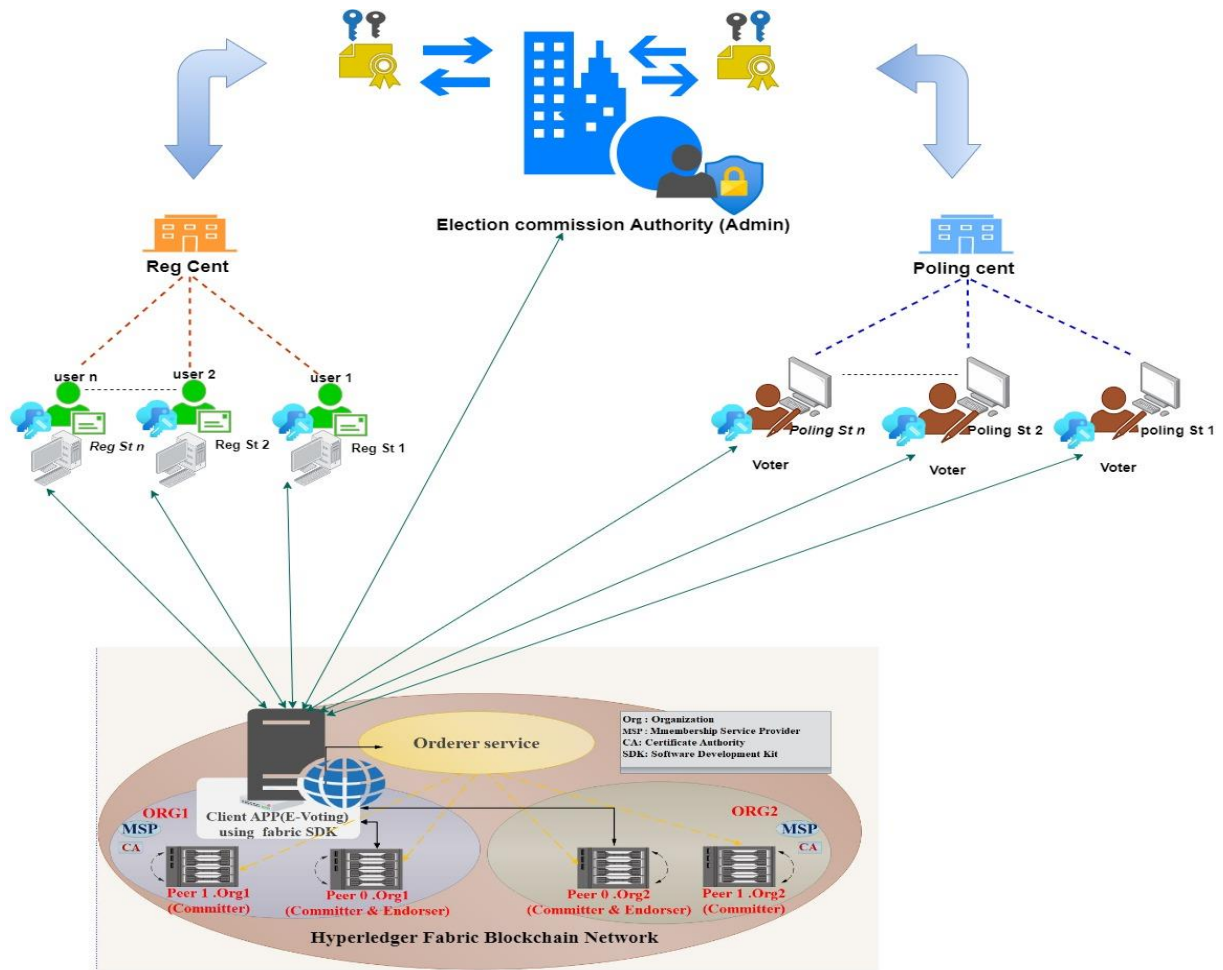 Election commission Authority (Admin)
Reg Cent
Poling cent
user n
user 2
user 1
Reg St n
Reg St 2
Reg St 1
Poling St n
Poling St 2
poling St 1
Voter
Voter
Voter
Orderer service
Org : Organization
MSP : Mmembership Service Provider
CA: Certificate Authority
SDK: Software Development Kit
ORG1
MSP
CA
Client APP(E-Voting)
using fabric SDK
ORG2
MSP
CA
Peer 1 .Org1
(Committer)
Peer 0 .Org1
(Committer & Endorser)
Peer 0 .Org2
(Committer & Endorser)
Peer 1 .Org2
(Committer)
Hyperledger Fabric Blockchain Network